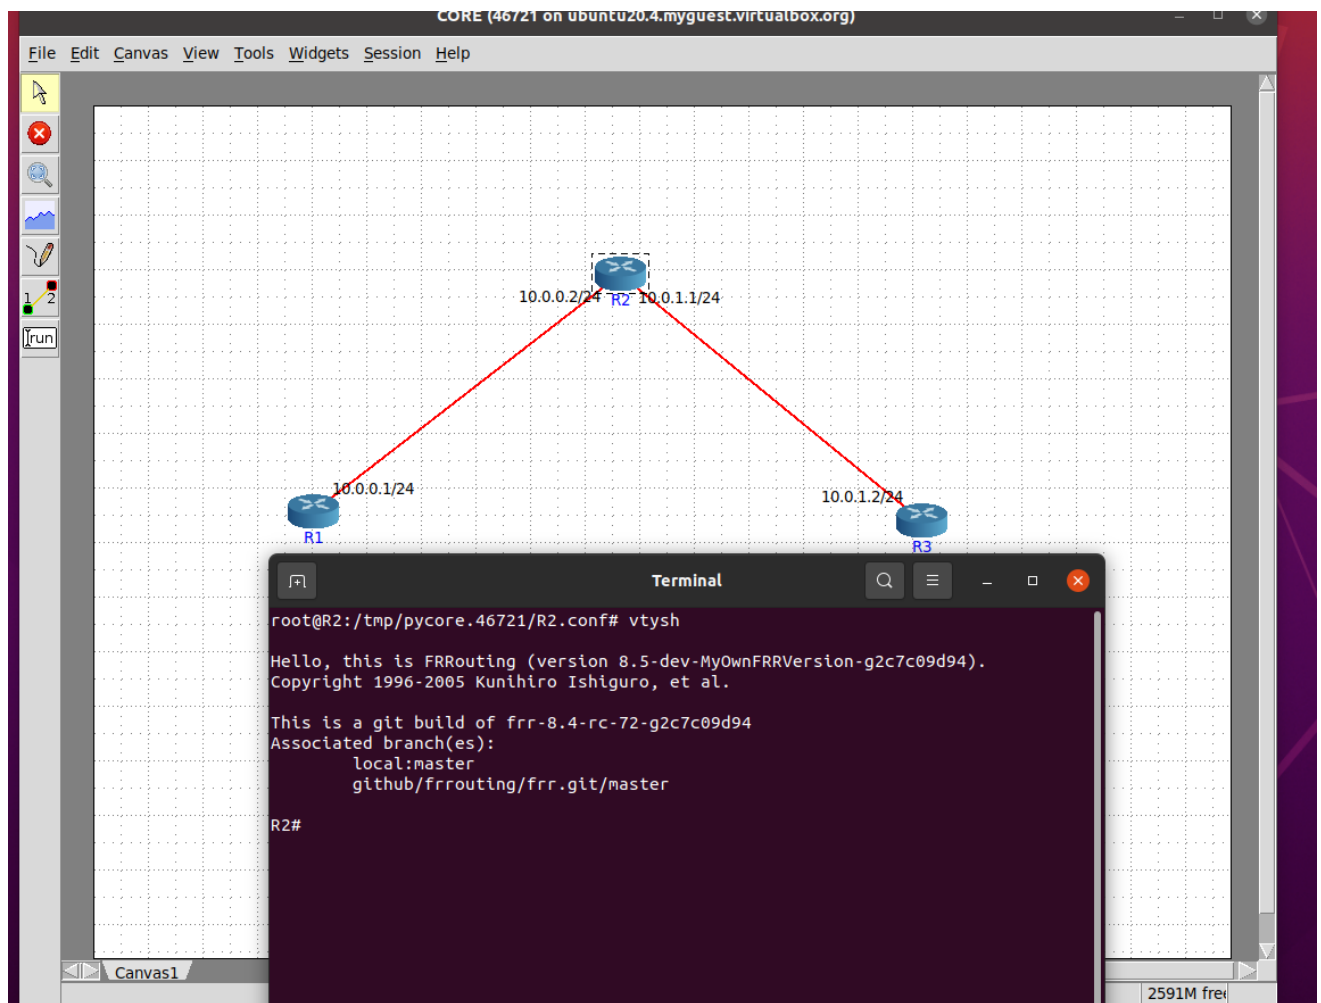 CORE (46721 on ubuntu20.4.myguest.virtualbox.org)
File Edit Canvas View Tools Widgets Session Help
1 2
run
10.0.0.2/24 R2 10.0.1.1/24
10.0.0.1/24
R1
10.0.1.2/24
R3
Terminal
root@R2:/tmp/pycore.46721/R2.conf# vtysh
Hello, this is FRRouting (version 8.5-dev-MyOwnFRRVersion-g2c7c09d94).
Copyright 1996-2005 Kunihiro Ishiguro, et al.
This is a git build of frr-8.4-rc-72-g2c7c09d94
Associated branch(es):
local:master
github/frrouting/frr.git/master
R2#
Canvas1
2591M free